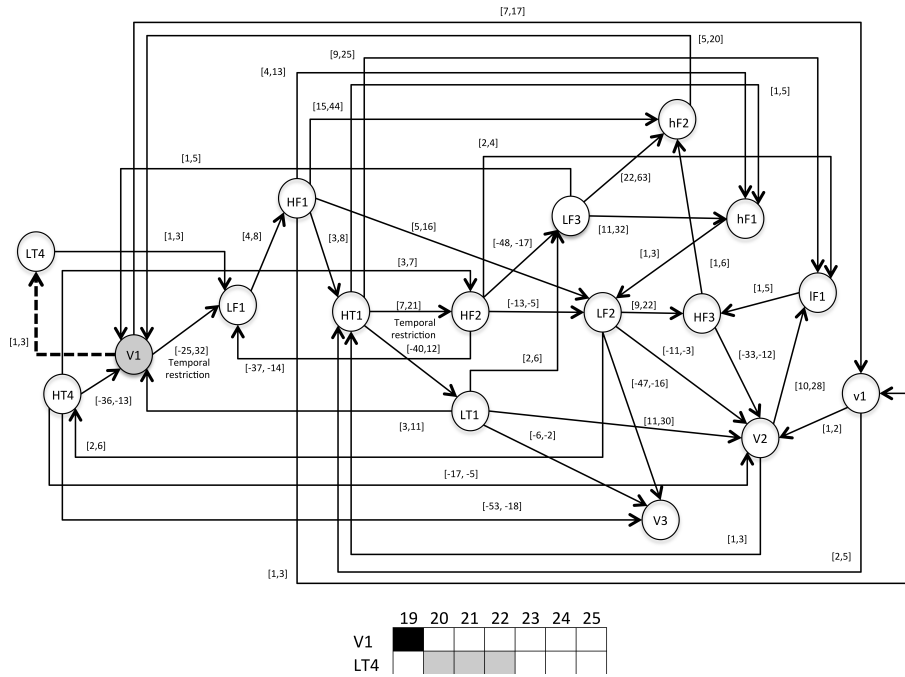 [7,17]
[5,20]
[9,25]
[4,13]
[1,5]
[15,44]
hF2
[2,4]
[1,5]
[22,63]
HF1
LF3
hF1
[5,16]
[11,32]
[4,8]
[3,8]
[-48, -17]
[1,3]
LT4
[1,3]
[3,7]
[1,6]
[1,5]
lF1
LF1
HT1
[7,21]
Temporal
restriction
HF2
[-13,-5]
LF2
[9,22]
HF3
[1,3]
V1
[-25,32]
Temporal
restriction
[-40,12]
[-37, -14]
[2,6]
[-11,-3]
[-33,-12]
HT4
[-36,-13]
[-47,-16]
[10,28]
v1
LT1
[3,11]
[11,30]
[1,2]
[-6,-2]
V2
[2,6]
[-17, -5]
[-53, -18]
V3
[1,3]
[2,5]
[1,3]
19 20 21 22 23 24 25
V1
LT4